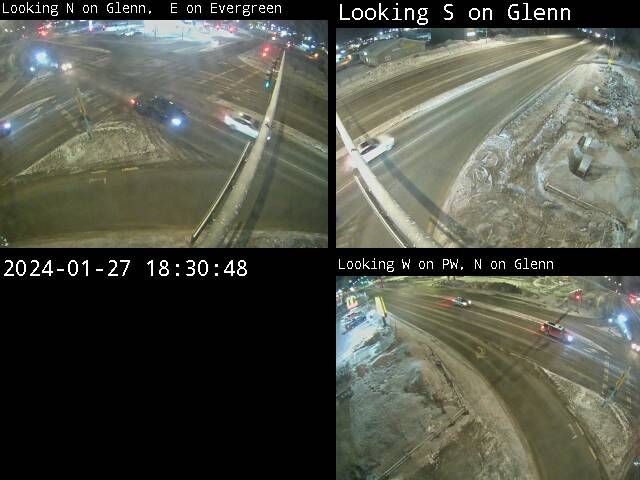 Looking N on Glenn,  E on Evergreen
Looking S on Glenn
2024-01-27 18:30:48
Looking W on PW, N on Glenn